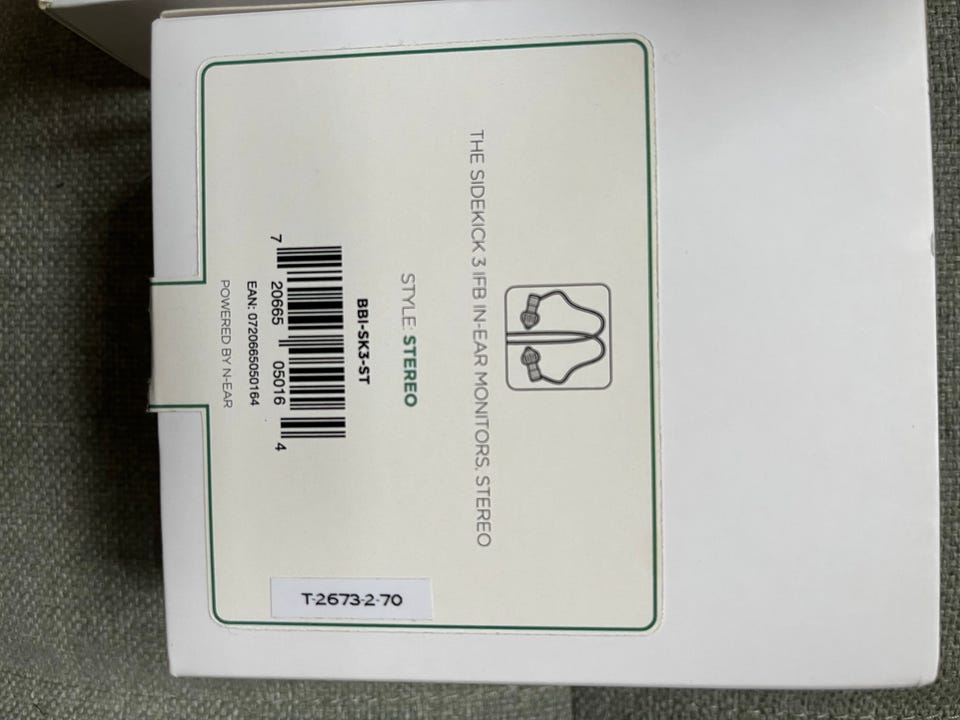 THE SIDEKICK 3 IFB IN-EAR MONITORS, STEREO
STYLE: STEREO
BBI-SK3-ST
7 20665 05016 4
EAN: 0720665050164
POWERED BY N-EAR
T-2673-2-70